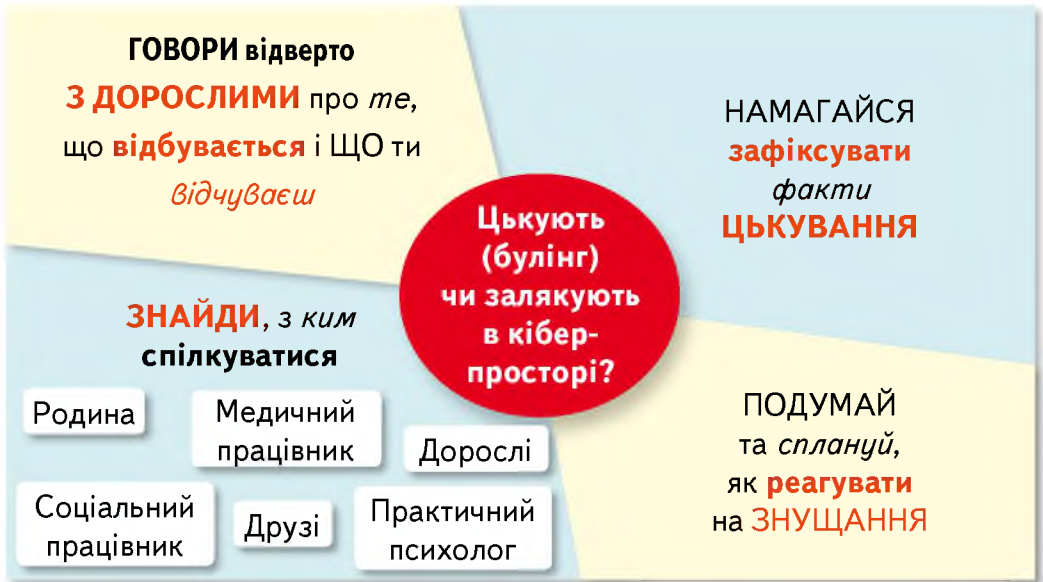 ГОВОРИ відверто
З ДОРОСЛИМИ про те,
що відбувається і ЩО ти
відчуваєш
НАМАГАЙСЯ
зафіксувати
факти
ЦЬКУВАННЯ
Цькують
(булінг)
чи залякують
в кібер-
просторі?
ЗНАЙДИ, з ким
спілкуватися
Родина
Медичний
працівник
Дорослі
Соціальний
працівник
Друзі
Практичний
психолог
ПОДУМАЙ
та сплануй,
як реагувати
на ЗНУЩАННЯ